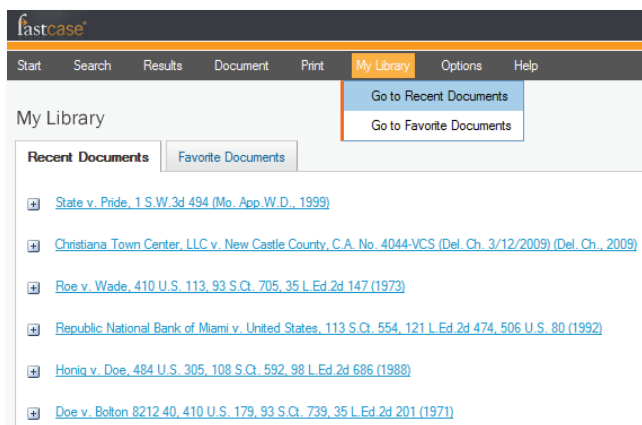 fastcase
Start Search Results Document Print My Library Options Help
Go to Recent Documents
Go to Favorite Documents
My Library
Recent Documents Favorite Documents
State v. Pride, 1 S.W.3d 494 (Mo. App.W.D., 1999)
Christiana Town Center, LLC v. New Castle County, C.A. No. 4044-VCS (Del. Ch. 3/12/2009) (Del. Ch., 2009)
Roe v. Wade, 410 U.S. 113, 93 S.Ct. 705, 35 L.Ed.2d 147 (1973)
Republic National Bank of Miami v. United States, 113 S.Ct. 554, 121 L.Ed.2d 474, 506 U.S. 80 (1992)
Honig v. Doe, 484 U.S. 305, 108 S.Ct. 592, 98 L.Ed.2d 686 (1988)
Doe v. Bolton 8212 40, 410 U.S. 179, 93 S.Ct. 739, 35 L.Ed.2d 201 (1971)